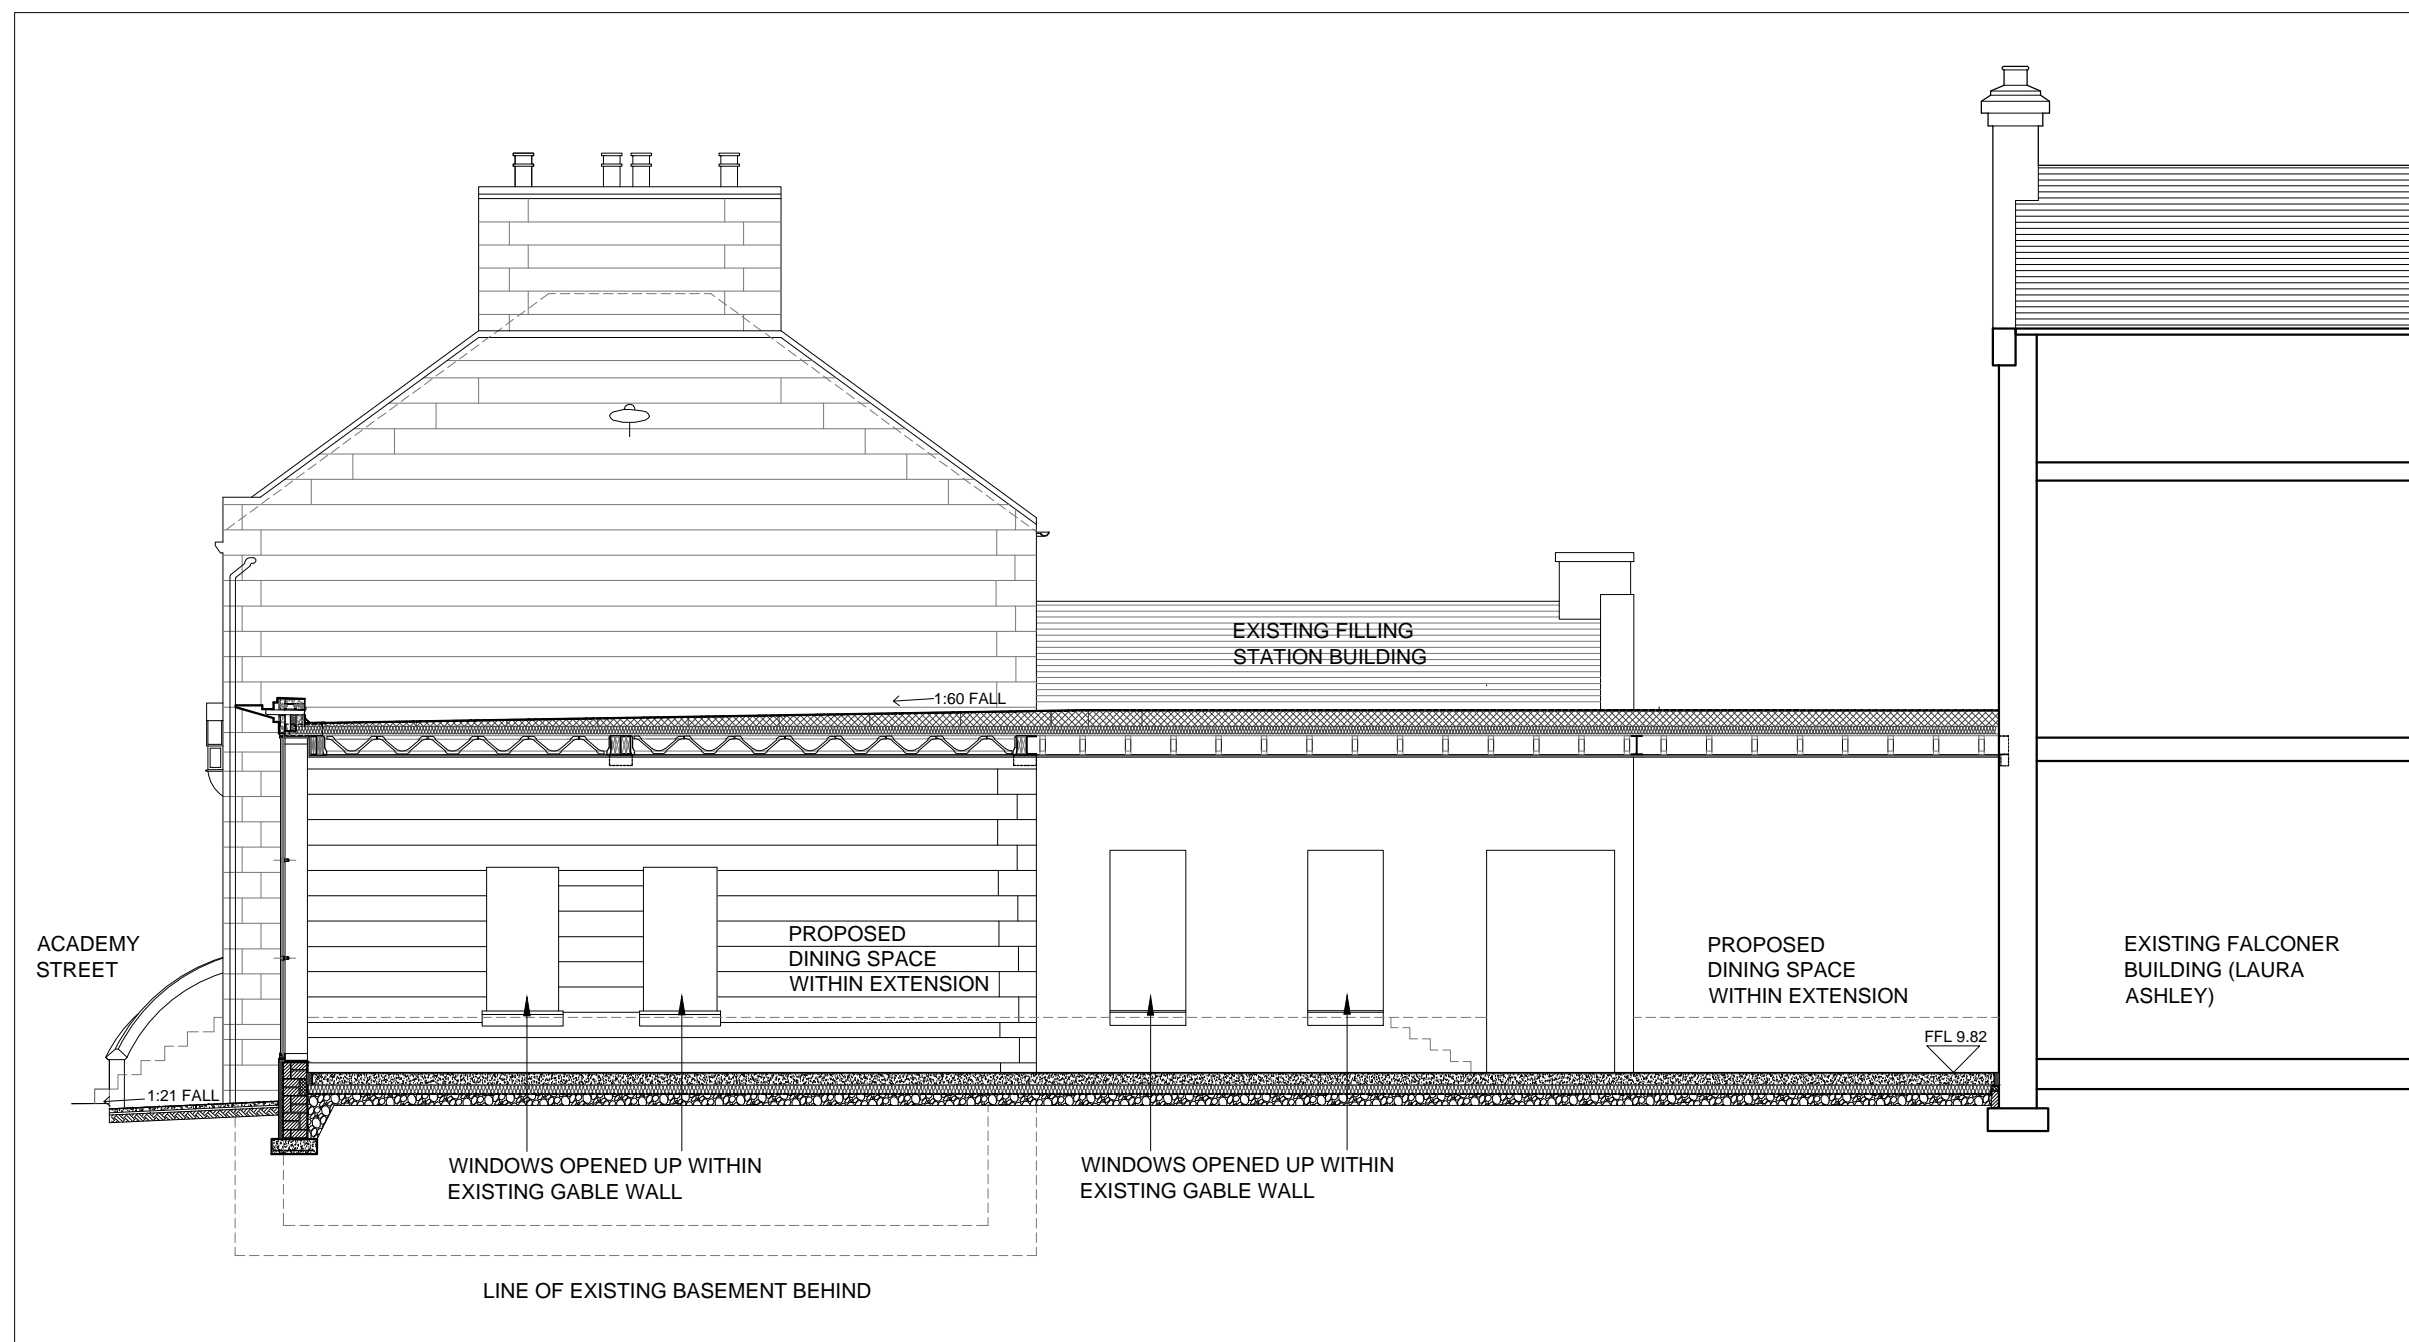 EXISTING FILLING
STATION BUILDING
1:60 FALL
ACADEMY
STREET
PROPOSED
DINING SPACE
WITHIN EXTENSION
PROPOSED
DINING SPACE
WITHIN EXTENSION
EXISTING FALCONER
BUILDING (LAURA
ASHLEY)
FFL 9.82
1:21 FALL
WINDOWS OPENED UP WITHIN
EXISTING GABLE WALL
WINDOWS OPENED UP WITHIN
EXISTING GABLE WALL
LINE OF EXISTING BASEMENT BEHIND